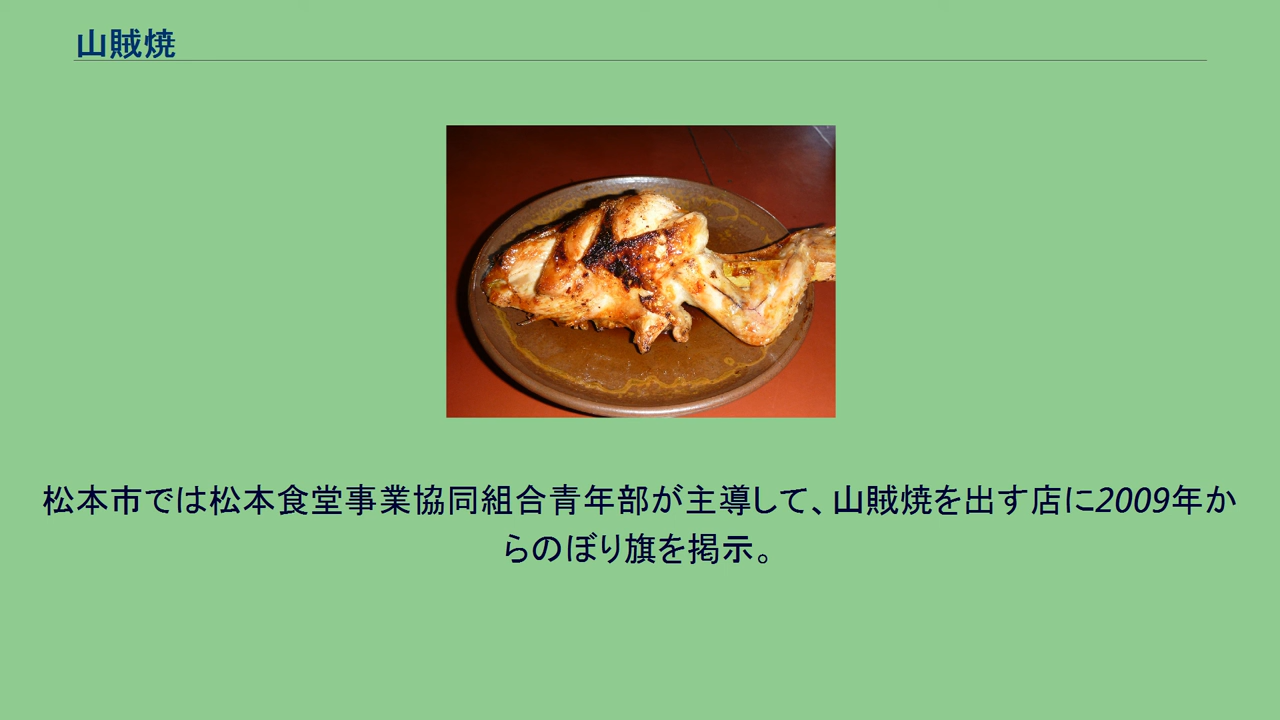 山賊焼
松本市では松本食堂事業協同組合青年部が主導して、山賊焼を出す店に2009年か
らのぼり旗を掲示。